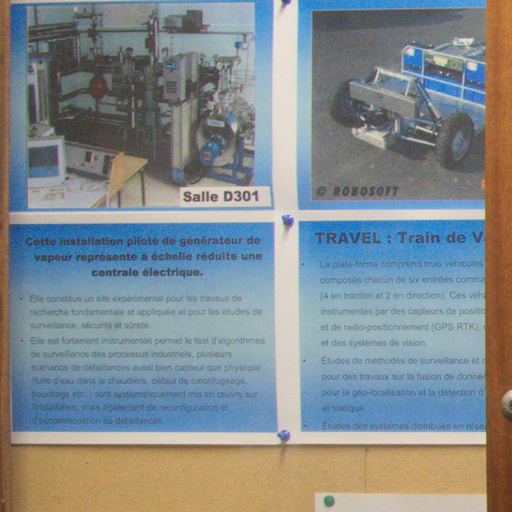 Salle D301
© ROBOSOFT
Cette installation pilote de générateur de
vapeur représente à échelle réduite une
centrale électrique.
Elle constitue un site expérimental pour les travaux de
recherche fondamentale et appliquée et pour les études de
surveillance, sécurité et sûreté.
Elle est fortement instrumentée permet le test d'algorithmes
de surveillance des processus industriels, plusieurs
scénarios de défaillances aussi bien capteur que physique
(fuite d'eau dans la chaudière, défaut de calorifugeage,
bouchage etc..) sont systématiquement mis en œuvre sur
l'installation, mais également de reconfiguration et
d'accommodation de défaillances.
TRAVEL : Train de V
La plate-forme comprend trois véhicules
composés chacun de six entrées comma
(4 en traction et 2 en direction). Ces véh
instrumentés par des capteurs de positio
et de radio-positionnement (GPS RTK),
et des systèmes de vision.
Etudes de méthodes de surveillance et
pour des travaux sur la fusion de donnée
pour la géo-localisation et la détection d
et statique.
Études des systèmes distribués en rése